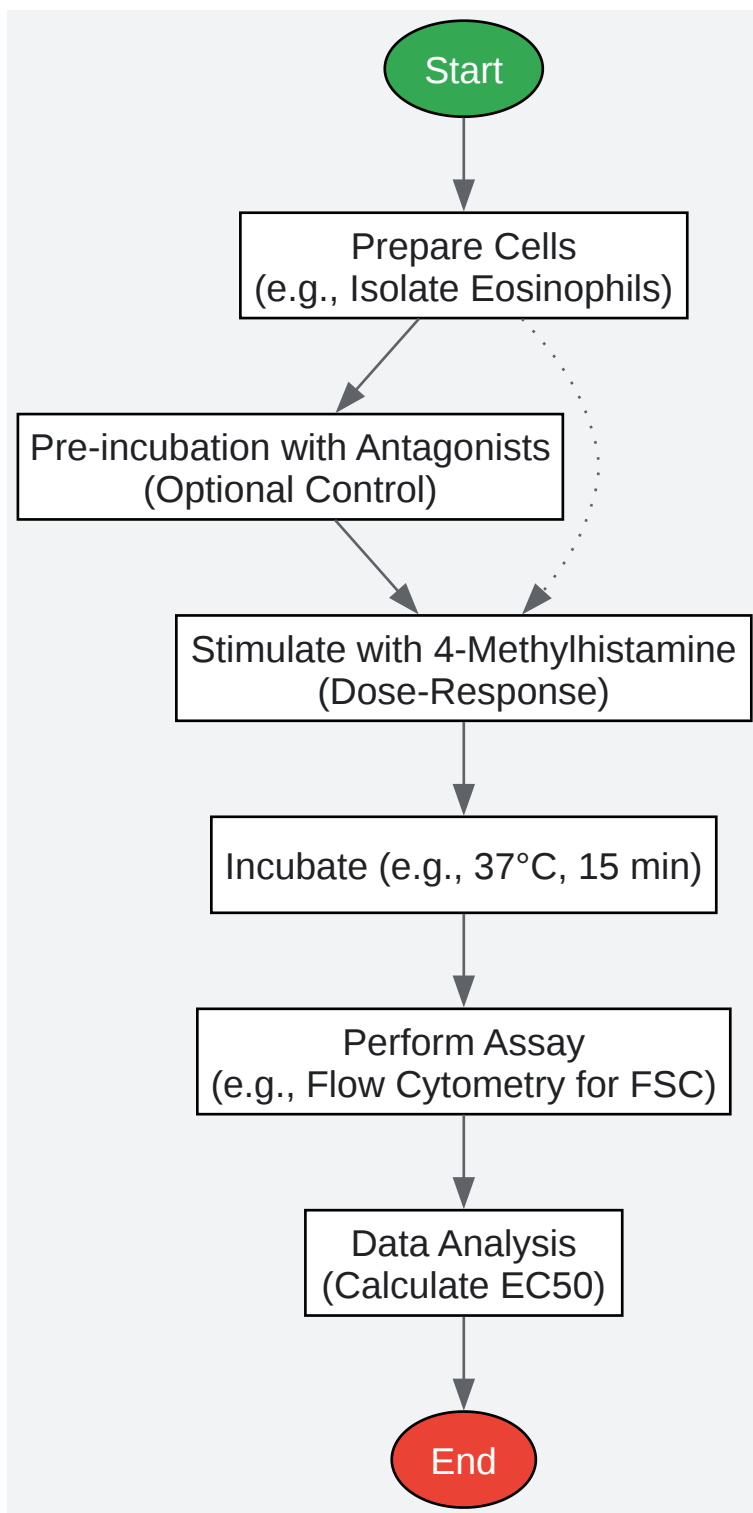 Start
Prepare Cells
(e.g., Isolate Eosinophils)
Pre-incubation with Antagonists
(Optional Control)
Stimulate with 4-Methylhistamine
(Dose-Response)
Incubate (e.g., 37°C, 15 min)
Perform Assay
(e.g., Flow Cytometry for FSC)
Data Analysis
(Calculate EC50)
End